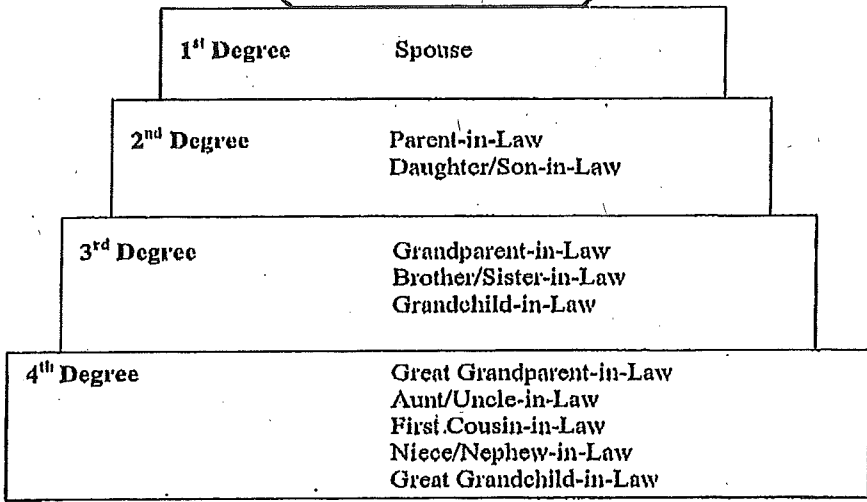 1st Degree Spouse
2nd Degree Parent-in-Law
Daughter/Son-in-Law
3rd Degree Grandparent-in-Law
Brother/Sister-in-Law
Grandchild-in-Law
4th Degree Great Grandparent-in-Law
Aunt/Uncle-in-Law
First Cousin-in-Law
Niece/Nephew-in-Law
Great Grandchild-in-Law